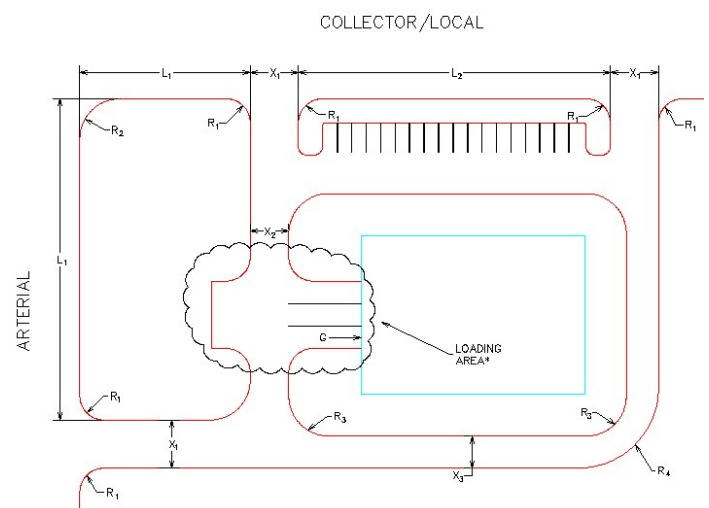 COLLECTOR/LOCAL
L₁
X₁
L₂
X₁
R₂
R₁
R₁
R₁
R₁
X₂
L₁
ARTERIAL
G
LOADING
AREA*
R₁
R₃
R₃
X₁
X₃
R₄
R₁